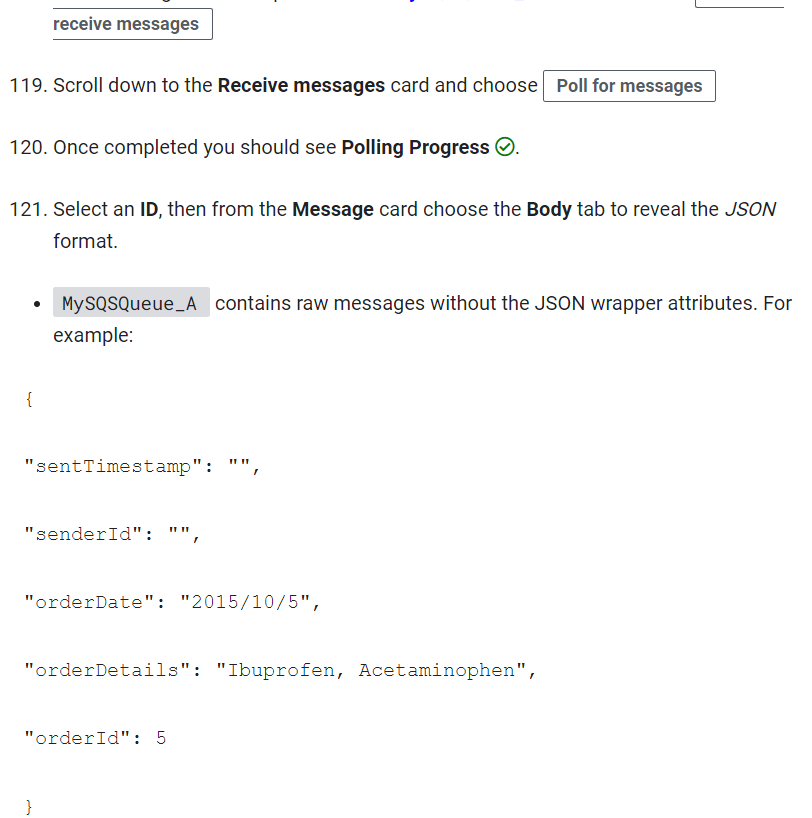 receive messages
119. Scroll down to the Receive messages card and choose Poll for messages
120. Once completed you should see Polling Progress.
121. Select an ID, then from the Message card choose the Body tab to reveal the JSON
format.
• MySQSQueue_A contains raw messages without the JSON wrapper attributes. For
example:
{
"sentTimestamp": "",
"senderId": "",
"orderDate": "2015/10/5",
"orderDetails": "Ibuprofen, Acetaminophen",
"orderId": 5
}